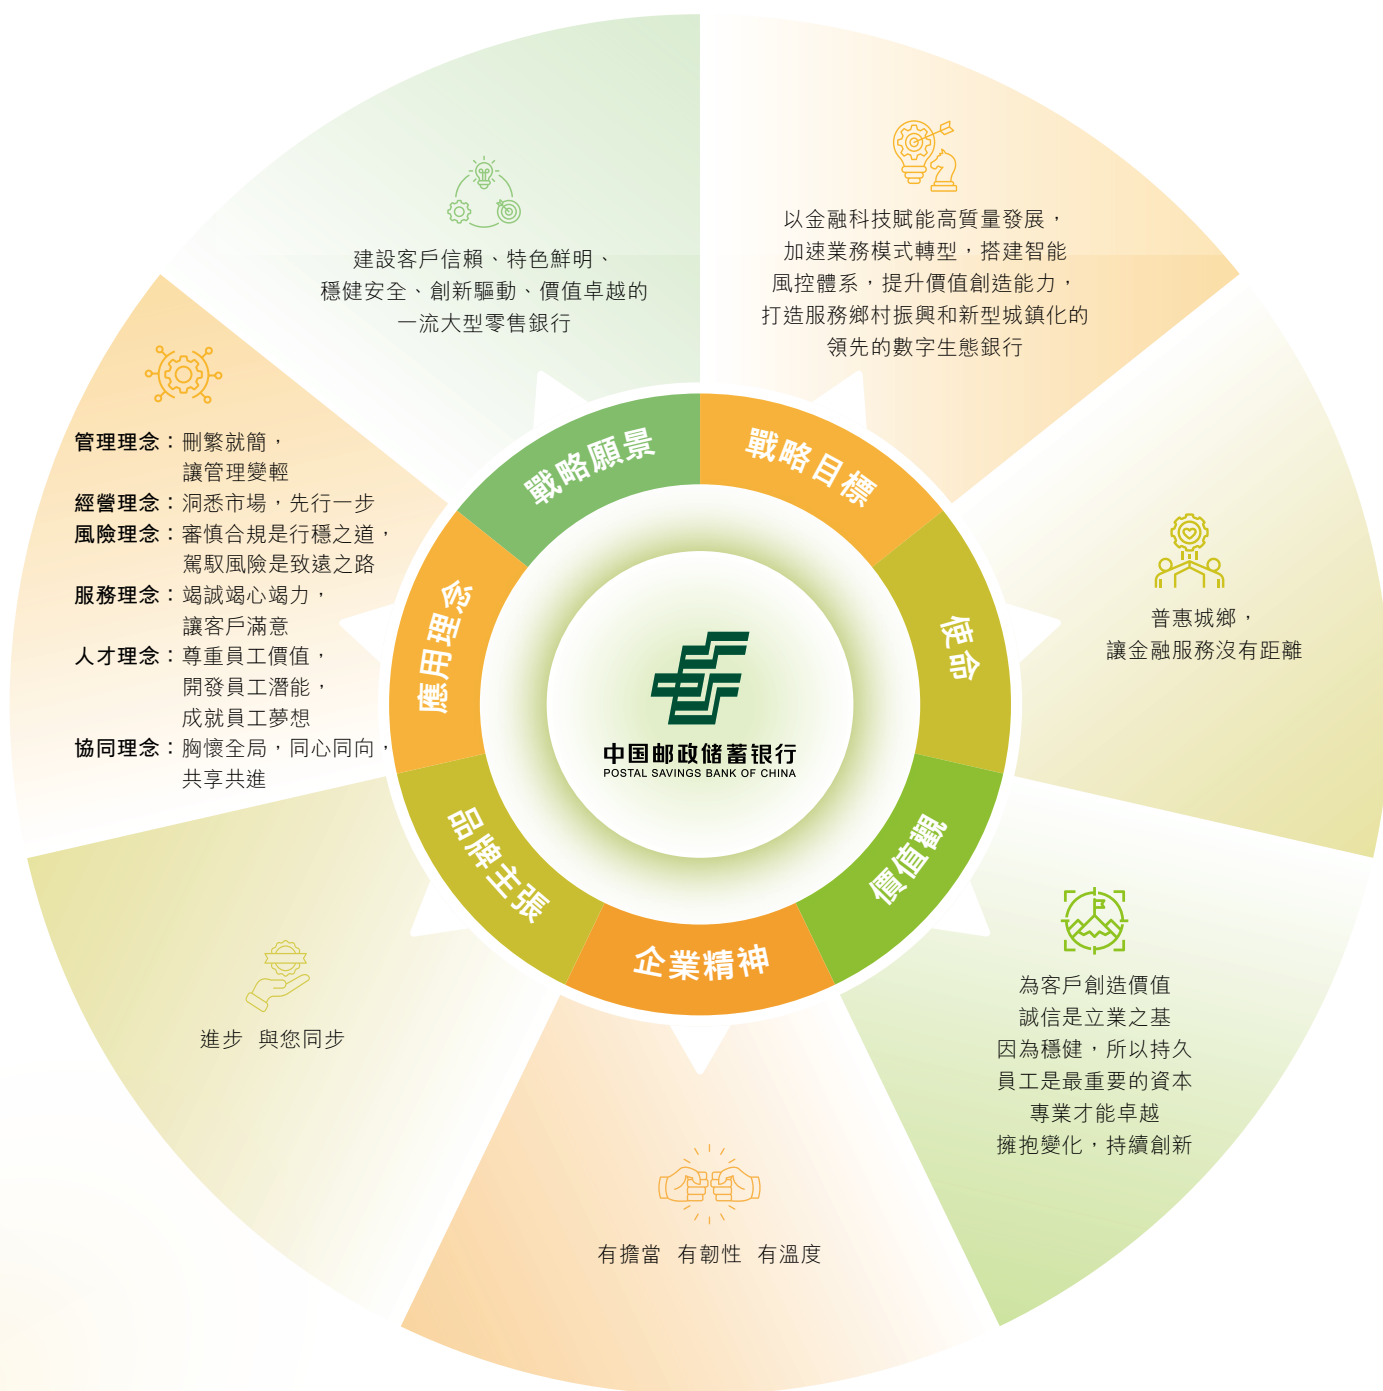 戰略願景
建設客戶信賴、特色鮮明、
穩健安全、創新驅動、價值卓越的
一流大型零售銀行
戰略目標
以金融科技賦能高質量發展，
加速業務模式轉型，搭建智能
風控體系，提升價值創造能力，
打造服務鄉村振興和新型城鎮化的
領先的數字生態銀行
使命
普惠城鄉，
讓金融服務沒有距離
價值觀
為客戶創造價值
誠信是立業之基
因為穩健，所以持久
員工是最重要的資本
專業才能卓越
擁抱變化，持續創新
企業精神
有擔當 有韌性 有溫度
品牌主張
進步 與您同步
應用理念
管理理念：刪繁就簡，
讓管理變輕
經營理念：洞悉市場，先行一步
風險理念：審慎合規是行穩之道，
駕馭風險是致遠之路
服務理念：竭誠竭心竭力，
讓客戶滿意
人才理念：尊重員工價值，
開發員工潛能，
成就員工夢想
協同理念：胸懷全局，同心同向，
共享共進
中国邮政储蓄银行
POSTAL SAVINGS BANK OF CHINA